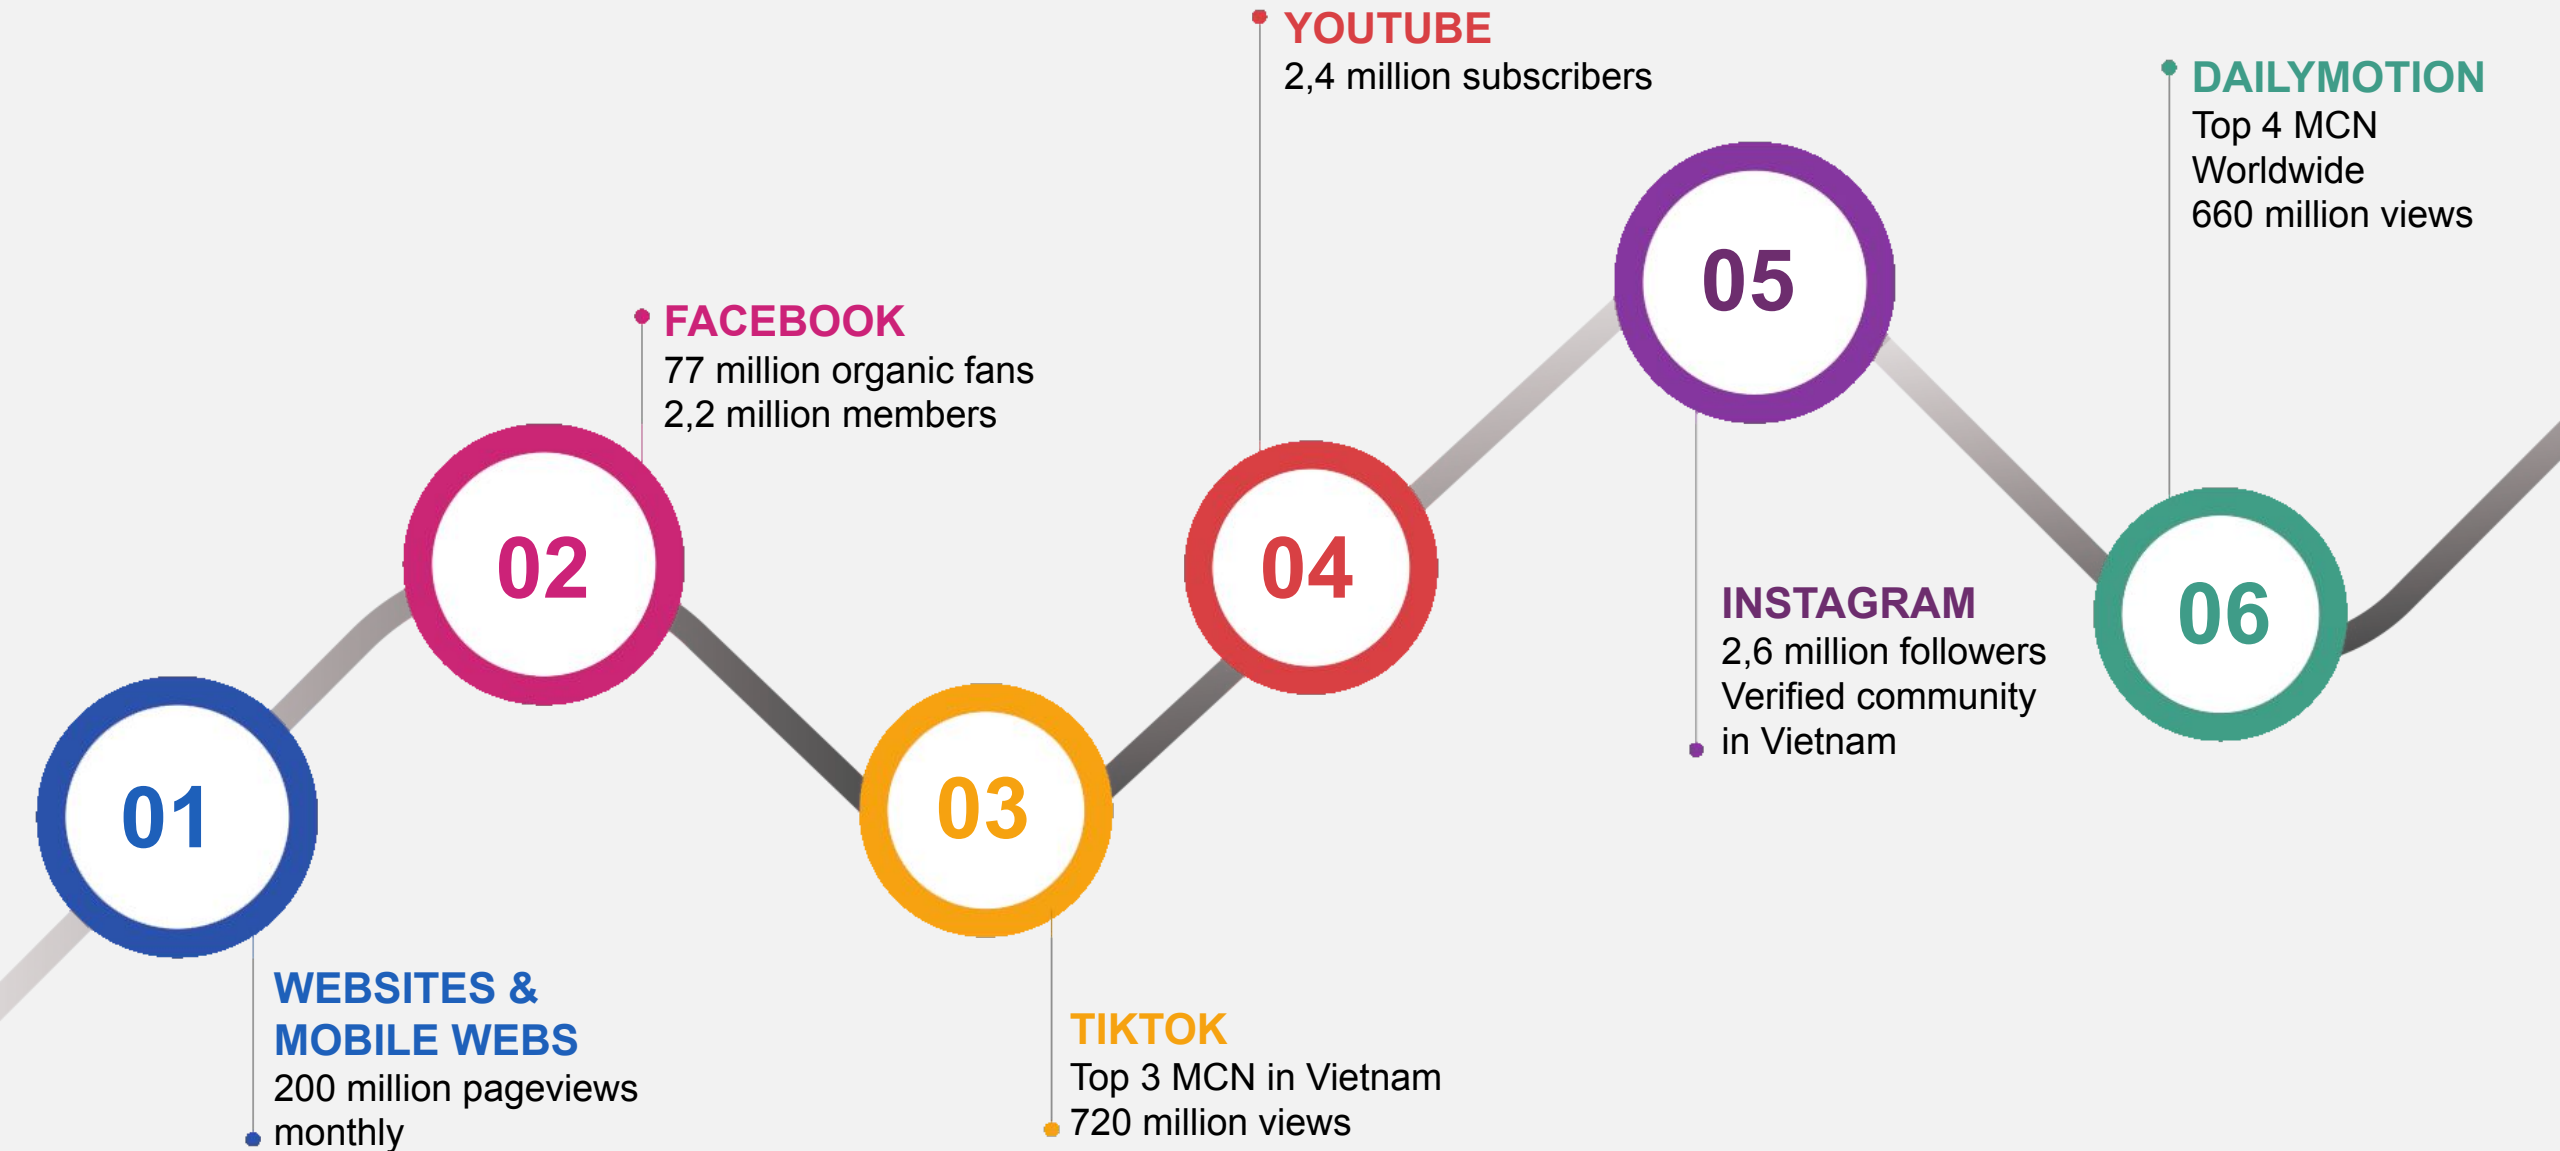 01
WEBSITES &
MOBILE WEBS
200 million pageviews
monthly
02
FACEBOOK
77 million organic fans
2,2 million members
03
TIKTOK
Top 3 MCN in Vietnam
720 million views
04
YOUTUBE
2,4 million subscribers
05
INSTAGRAM
2,6 million followers
Verified community
in Vietnam
06
DAILYMOTION
Top 4 MCN
Worldwide
660 million views